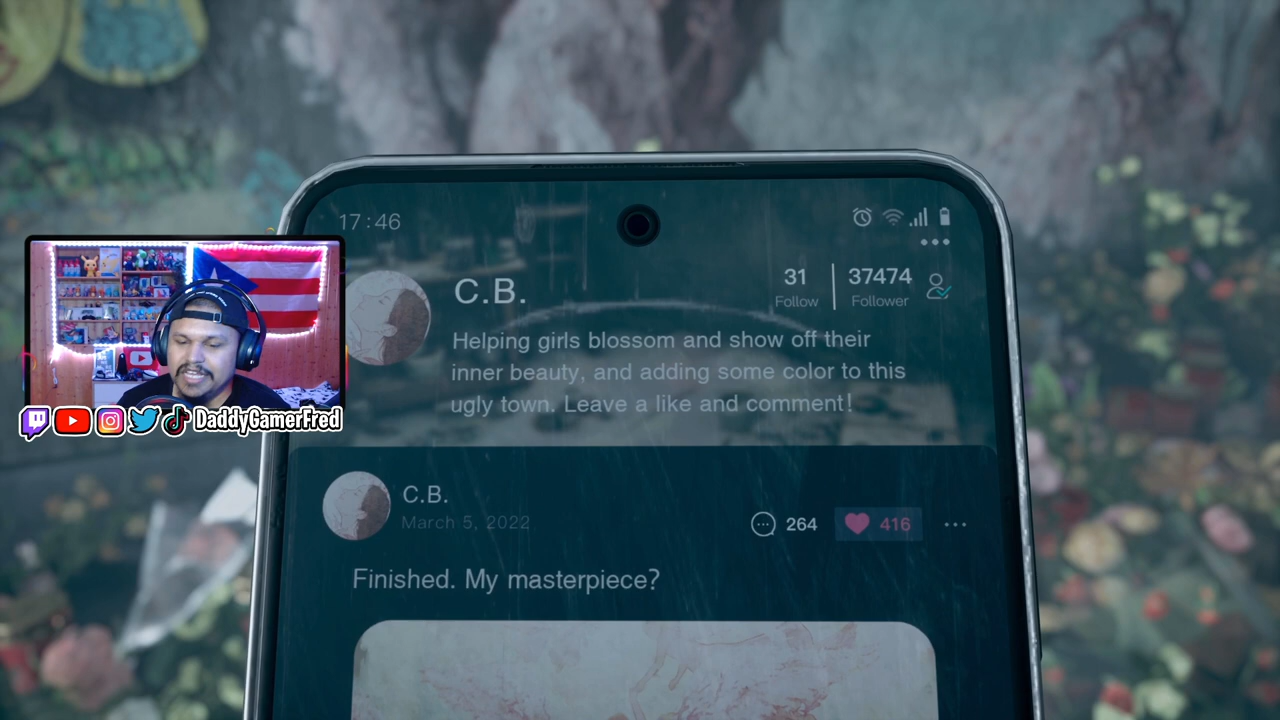 17:46
C.B.
31
Follow
37474
Follower
Helping girls blossom and show off their
inner beauty, and adding some color to this
ugly town. Leave a like and comment!
DaddyGamerFred
C.B.
March 5, 2022
264
416
Finished. My masterpiece?